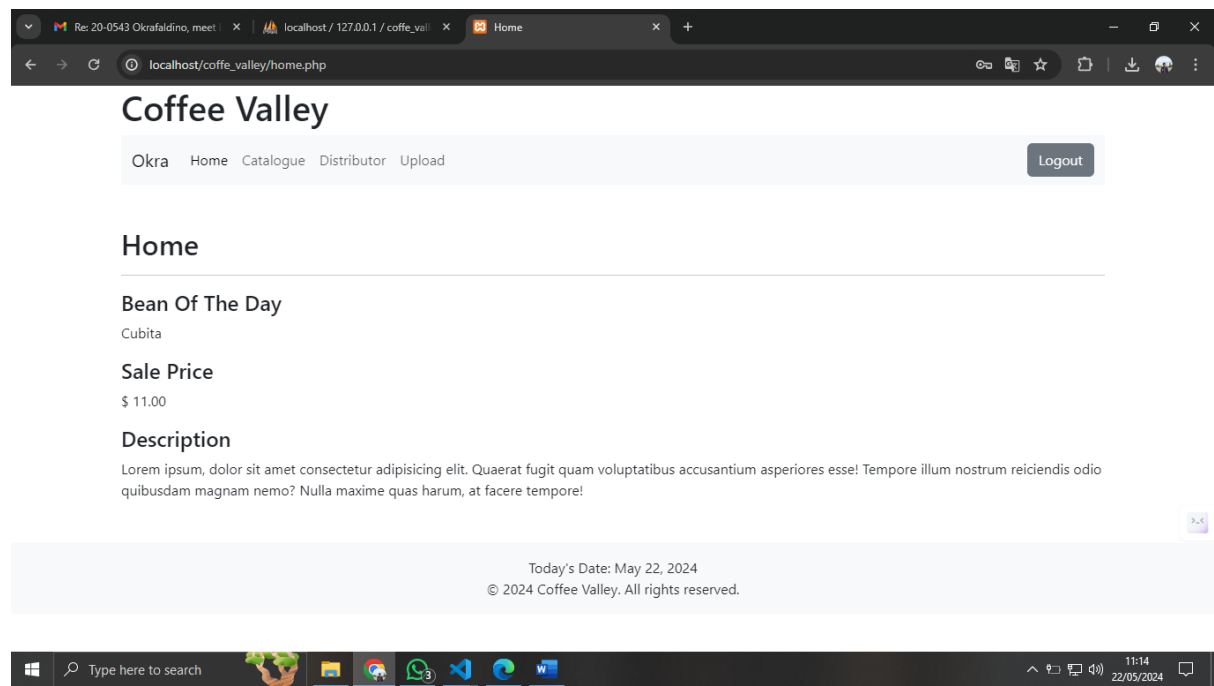 Re: 20-0543 Okrafaldino, meet
localhost / 127.0.0.1 / coffe_vall
Home
localhost/coffe_valley/home.php
Coffee Valley
Okra Home Catalogue Distributor Upload Logout
Home
Bean Of The Day
Cubita
Sale Price
$ 11.00
Description
Lorem ipsum, dolor sit amet consectetur adipisicing elit. Quaerat fugit quam voluptatibus accusantium asperiores esse! Tempore illum nostrum reiciendis odio
quibusdam magnam nemo? Nulla maxime quas harum, at facere tempore!
Today's Date: May 22, 2024
© 2024 Coffee Valley. All rights reserved.
Type here to search
3
11:14
22/05/2024